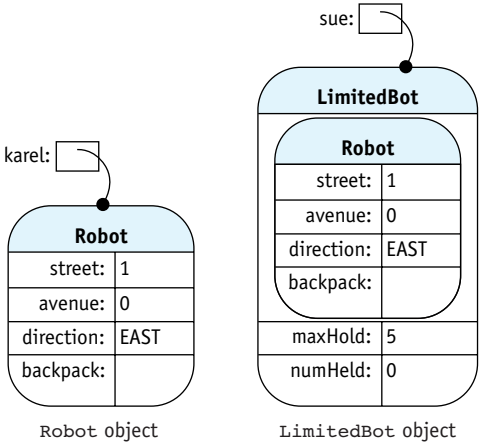 karel:
Robot
street: 1
avenue: 0
direction: EAST
backpack:
Robot object
sue:
LimitedBot
Robot
street: 1
avenue: 0
direction: EAST
backpack:
maxHold: 5
numHeld: 0
LimitedBot object